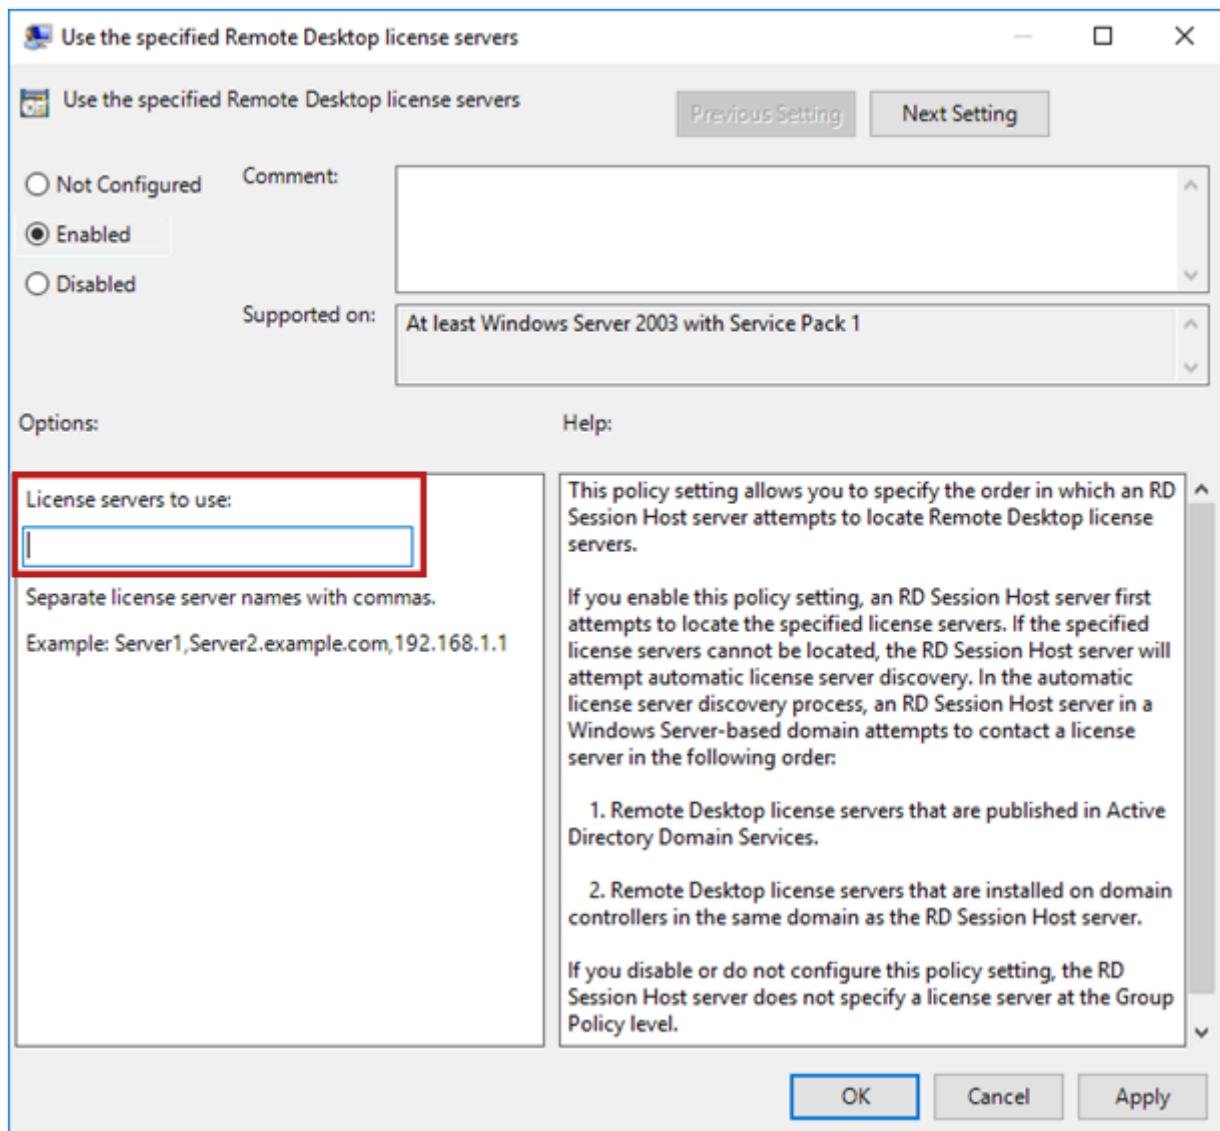 Use the specified Remote Desktop license servers
Use the specified Remote Desktop license servers
Previous Setting
Next Setting
Not Configured
Comment:
Enabled
Disabled
Supported on:
At least Windows Server 2003 with Service Pack 1
Options:
Help:
License servers to use:
Separate license server names with commas.
Example: Server1,Server2.example.com,192.168.1.1
This policy setting allows you to specify the order in which an RD
Session Host server attempts to locate Remote Desktop license
servers.
If you enable this policy setting, an RD Session Host server first
attempts to locate the specified license servers. If the specified
license servers cannot be located, the RD Session Host server will
attempt automatic license server discovery. In the automatic
license server discovery process, an RD Session Host server in a
Windows Server-based domain attempts to contact a license
server in the following order:
1. Remote Desktop license servers that are published in Active
Directory Domain Services.
2. Remote Desktop license servers that are installed on domain
controllers in the same domain as the RD Session Host server.
If you disable or do not configure this policy setting, the RD
Session Host server does not specify a license server at the Group
Policy level.
OK
Cancel
Apply